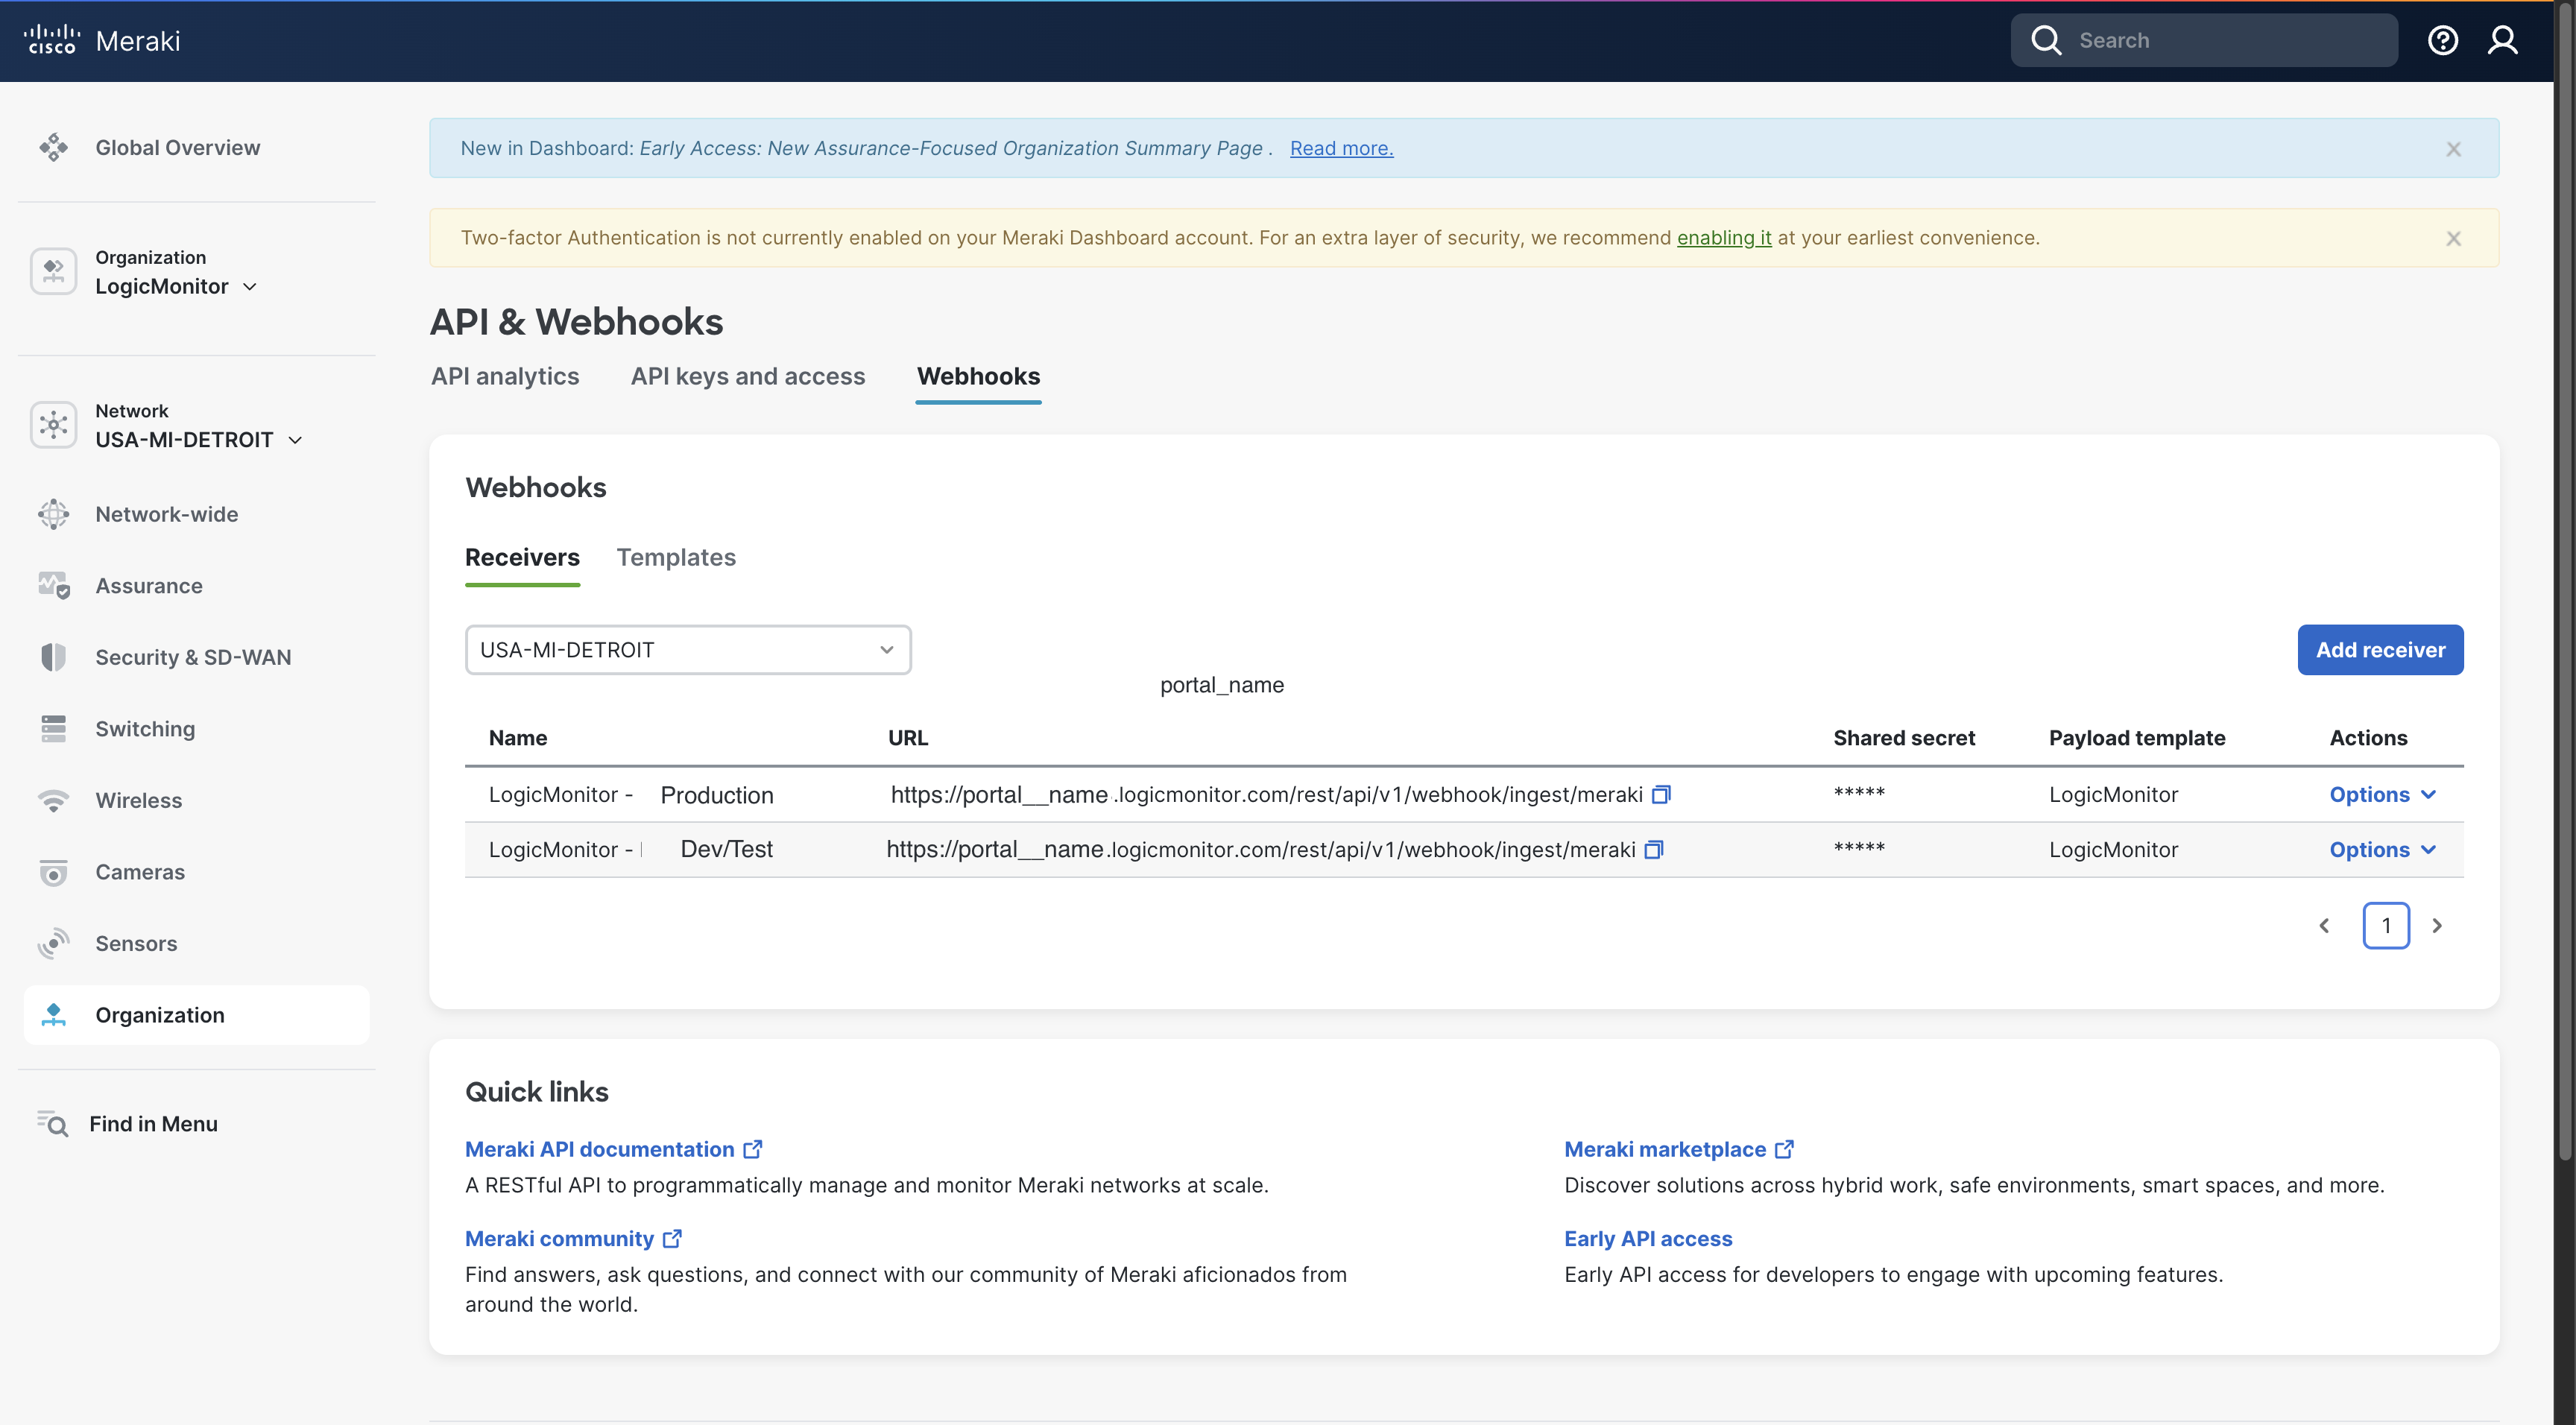 cisco Meraki
Search
Global Overview
Organization
LogicMonitor
Network
USA-MI-DETROIT
Network-wide
Assurance
Security & SD-WAN
Switching
Wireless
Cameras
Sensors
Organization
Find in Menu
New in Dashboard: Early Access: New Assurance-Focused Organization Summary Page . Read more.
Two-factor Authentication is not currently enabled on your Meraki Dashboard account. For an extra layer of security, we recommend enabling it at your earliest convenience.
API & Webhooks
API analytics API keys and access Webhooks
Webhooks
Receivers Templates
USA-MI-DETROIT
Add receiver
portal_name
Name URL Shared secret Payload template Actions
LogicMonitor - Production https://portal__name.logicmonitor.com/rest/api/v1/webhook/ingest/meraki ***** LogicMonitor Options
LogicMonitor - Dev/Test https://portal__name.logicmonitor.com/rest/api/v1/webhook/ingest/meraki ***** LogicMonitor Options
1
Quick links
Meraki API documentation
A RESTful API to programmatically manage and monitor Meraki networks at scale.
Meraki community
Find answers, ask questions, and connect with our community of Meraki aficionados from
around the world.
Meraki marketplace
Discover solutions across hybrid work, safe environments, smart spaces, and more.
Early API access
Early API access for developers to engage with upcoming features.